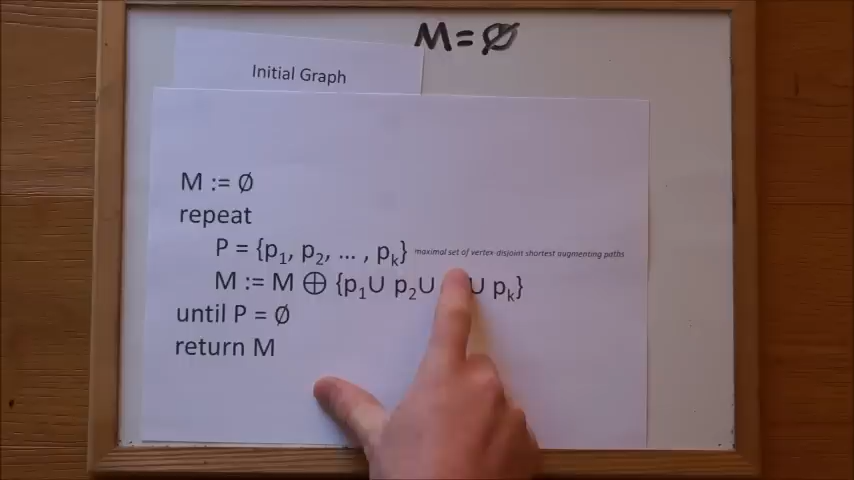 M = ∅
Initial Graph
M := ∅
repeat
P = {p₁, p₂, ... , pₖ} maximal set of vertex-disjoint shortest augmenting paths
M := M ⊕ {p₁∪ p₂∪ ∪ pₖ}
until P = ∅
return M